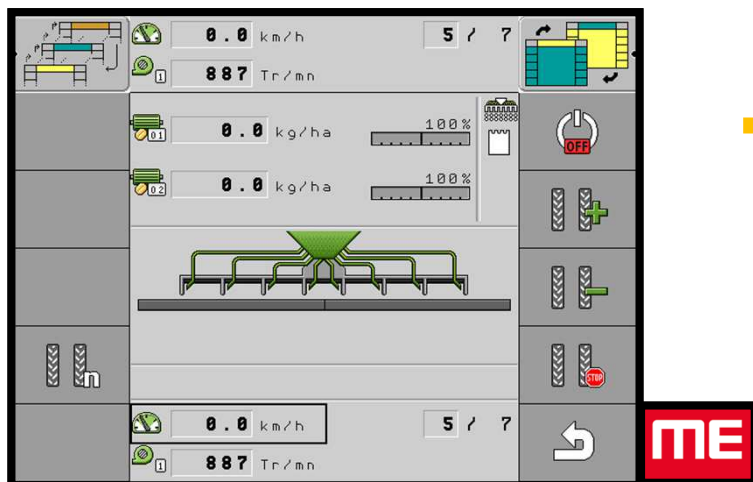 0.0 km/h 5 / 7
1 887 Tr/mn
01 0.0 kg/ha 100%
OFF
02 0.0 kg/ha 100%
n
STOP
0.0 km/h 5 / 7
1 887 Tr/mn
ME